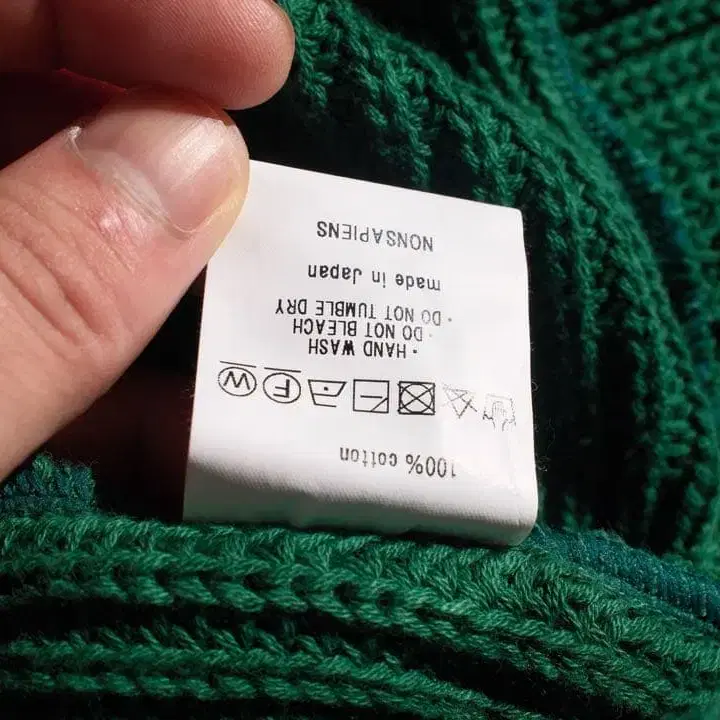 100% cotton
Ⓕ Ⓦ
· HAND WASH
· DO NOT BLEACH
· DO NOT TUMBLE DRY
made in Japan
NONSAPIENS